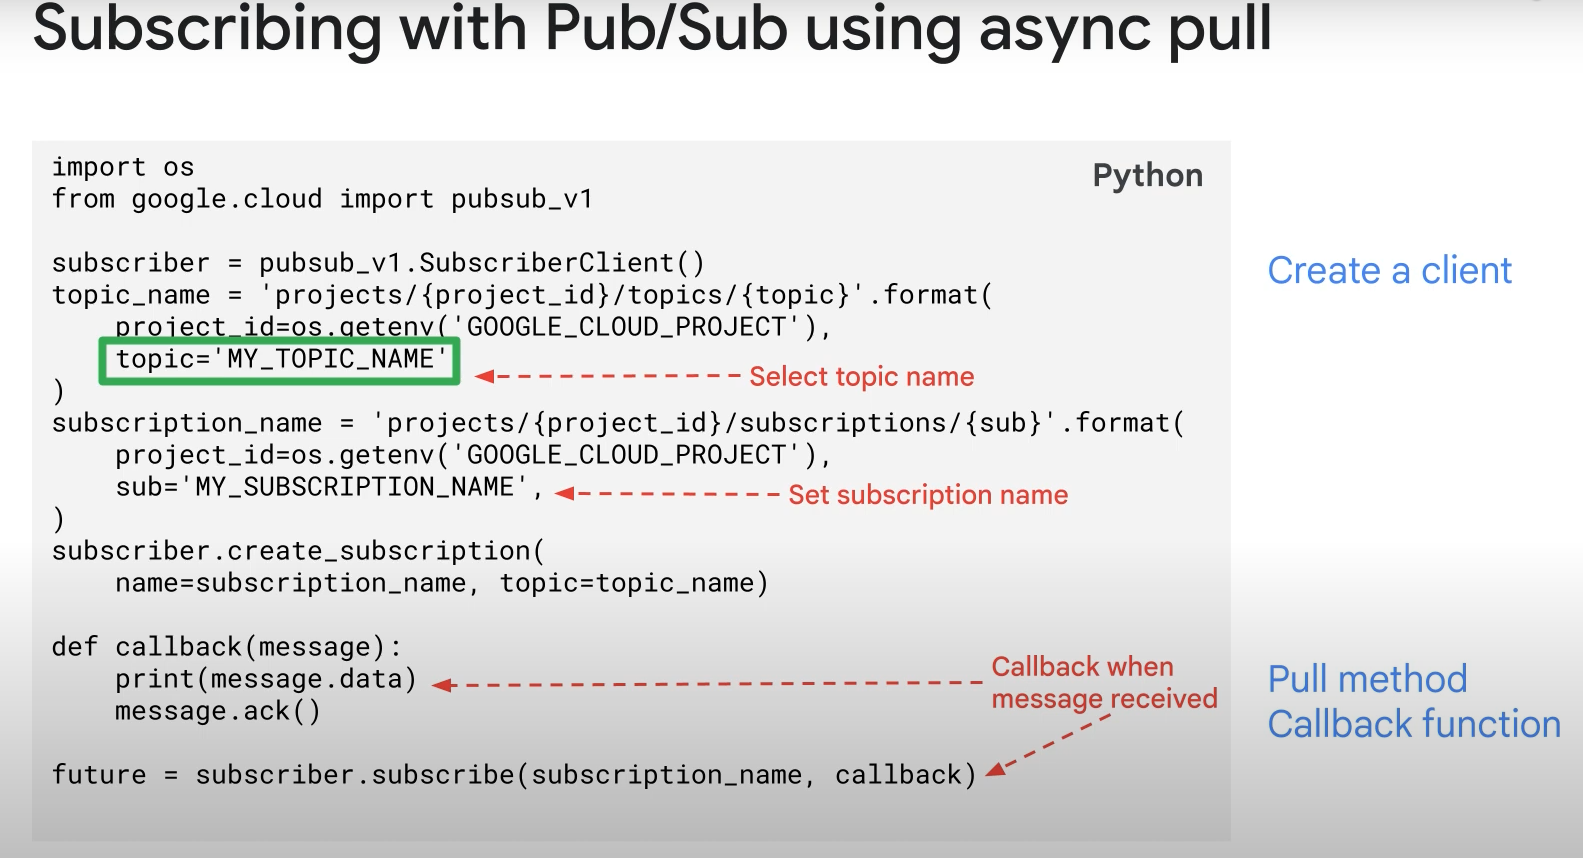 Subscribing with Pub/Sub using async pull
Python
import os
from google.cloud import pubsub_v1
subscriber = pubsub_v1.SubscriberClient()
topic_name = 'projects/{project_id}/topics/{topic}'.format(
    project_id=os.getenv('GOOGLE_CLOUD_PROJECT'),
    topic='MY_TOPIC_NAME'
)
Select topic name
subscription_name = 'projects/{project_id}/subscriptions/{sub}'.format(
    project_id=os.getenv('GOOGLE_CLOUD_PROJECT'),
    sub='MY_SUBSCRIPTION_NAME',
)
Set subscription name
subscriber.create_subscription(
    name=subscription_name, topic=topic_name)
def callback(message):
    print(message.data)
    message.ack()
Callback when
message received
future = subscriber.subscribe(subscription_name, callback)
Create a client
Pull method
Callback function